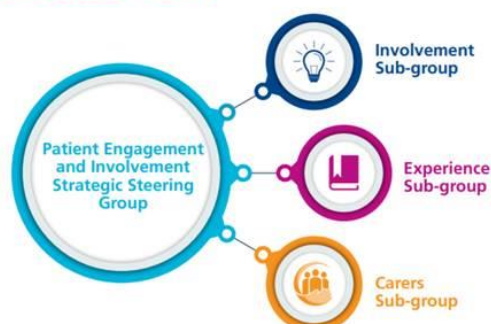 Patient Engagement
and Involvement
Strategic Steering
Group
Involvement
Sub-group
Experience
Sub-group
Carers
Sub-group